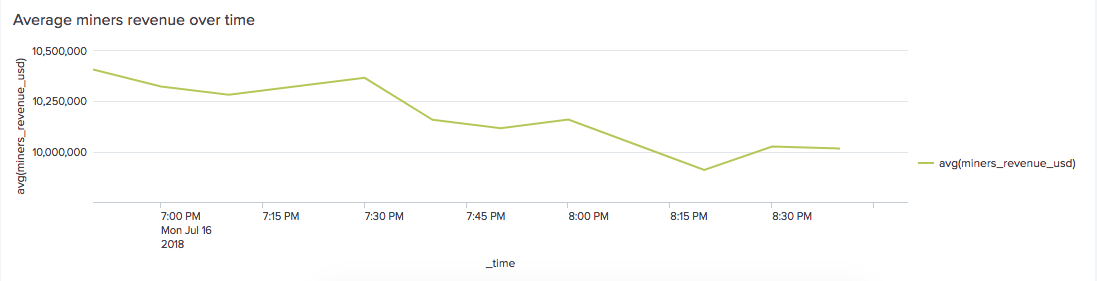 Average miners revenue over time
avg(miners_revenue_usd)
10,500,000
10,250,000
10,000,000
7:00 PM
Mon Jul 16
2018
7:15 PM
7:30 PM
7:45 PM
8:00 PM
8:15 PM
8:30 PM
_time
avg(miners_revenue_usd)